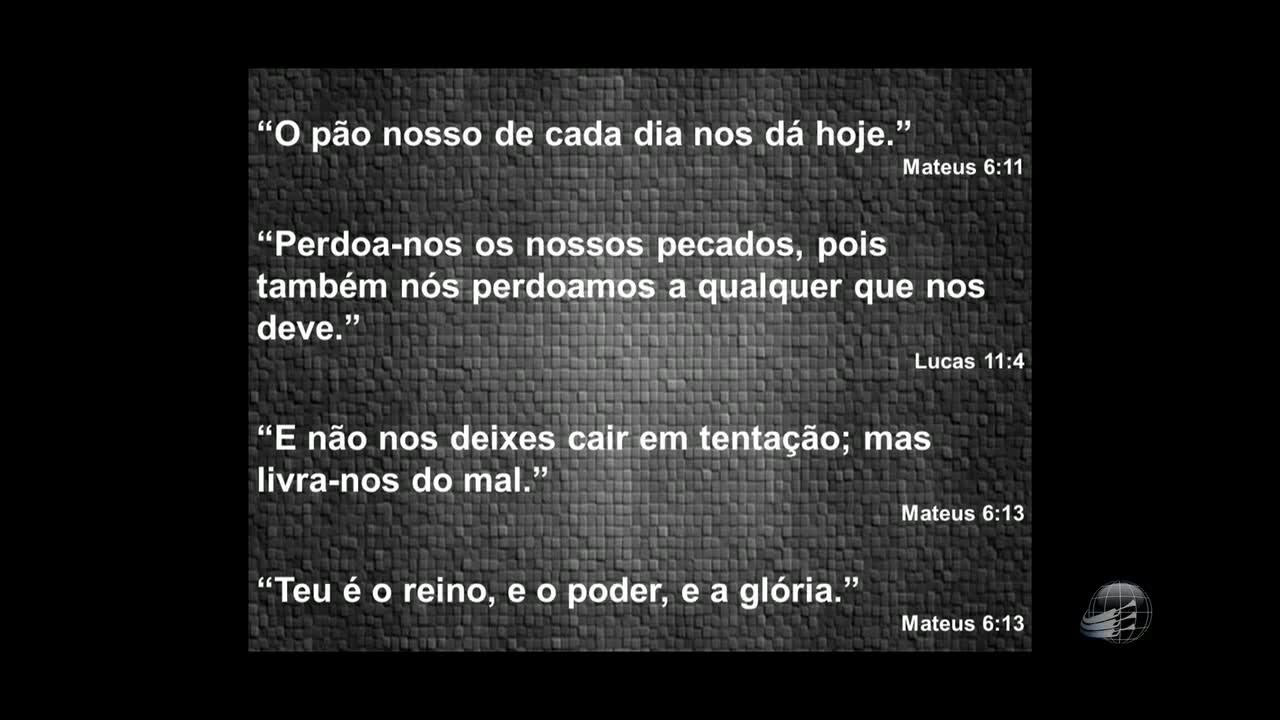 “O pão nosso de cada dia nos dá hoje.”
Mateus 6:11
“Perdoa-nos os nossos pecados, pois
também nós perdoamos a qualquer que nos
deve.”
Lucas 11:4
“E não nos deixes cair em tentação; mas
livra-nos do mal.”
Mateus 6:13
“Teu é o reino, e o poder, e a glória.”
Mateus 6:13